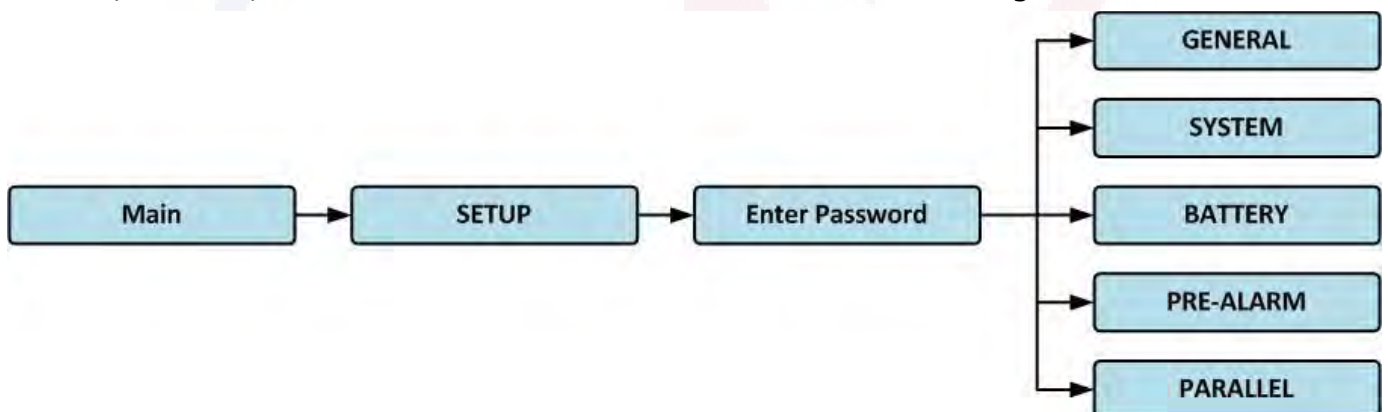 GENERAL
SYSTEM
Main
SETUP
Enter Password
BATTERY
PRE-ALARM
PARALLEL